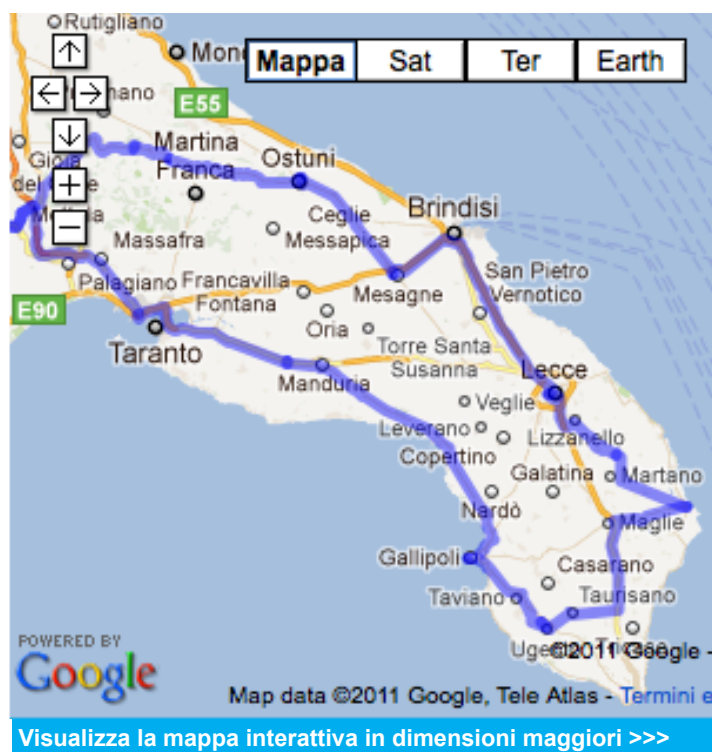 Rutigliano
Mappa
Sat
Ter
Earth
E55
Martina
Franca
Ostuni
Gioia
Brindisi
Ceglie
Messapica
Massafra
San Pietro
Vernotico
Palagiano
Francavilla
Fontana
Mesagne
E90
Oria
Taranto
Torre Santa
Susanna
Manduria
Lecce
Veglie
Leverano
Lizzanello
Copertino
Galatina
Martano
Nardò
Maglie
Gallipoli
Casarano
Taviano
Taurisano
POWERED BY
Google
©2011 Google -
Map data ©2011 Google, Tele Atlas - Termini e
Visualizza la mappa interattiva in dimensioni maggiori >>>